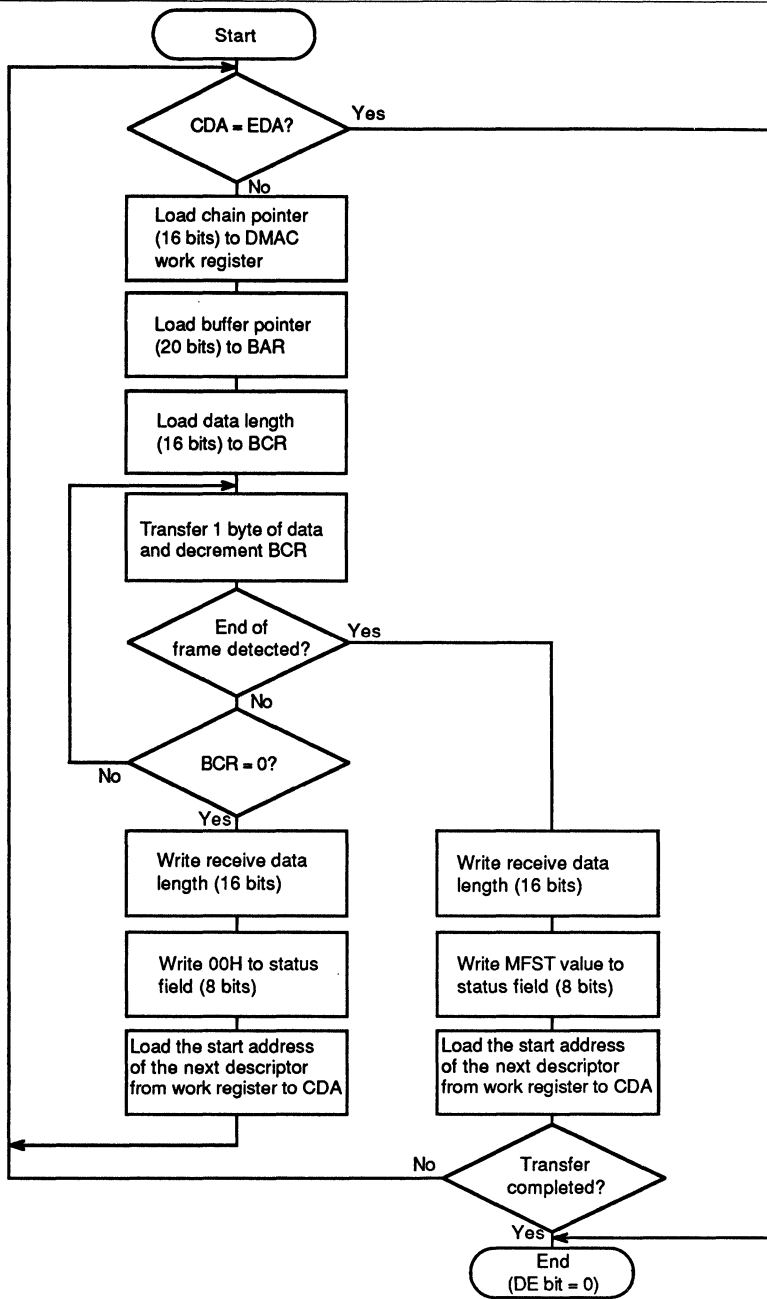 Start
CDA = EDA?
Yes
No
Load chain pointer
(16 bits) to DMAC
work register
Load buffer pointer
(20 bits) to BAR
Load data length
(16 bits) to BCR
Transfer 1 byte of data
and decrement BCR
End of
frame detected?
Yes
No
BCR = 0?
No
Yes
Write receive data
length (16 bits)
Write 00H to status
field (8 bits)
Load the start address
of the next descriptor
from work register to CDA
Write receive data
length (16 bits)
Write MFST value to
status field (8 bits)
Load the start address
of the next descriptor
from work register to CDA
No
Transfer
completed?
Yes
End
(DE bit = 0)